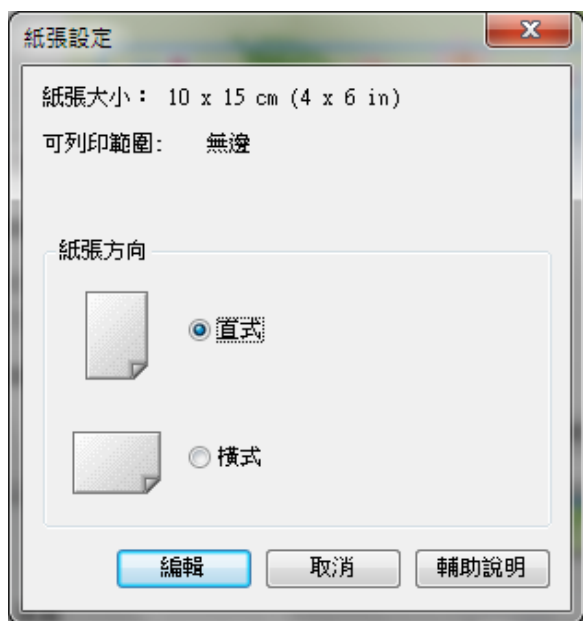 紙張設定
紙張大小： 10 x 15 cm (4 x 6 in)
可列印範圍: 無邊
紙張方向
直式
橫式
編輯 取消 輔助說明